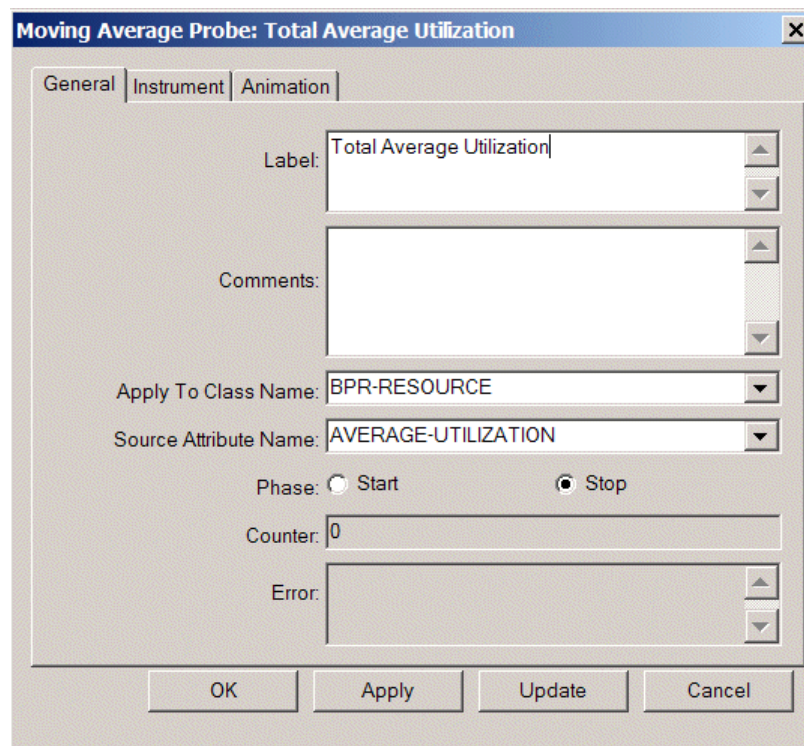 Moving Average Probe: Total Average Utilization
General Instrument Animation
Label: Total Average Utilization
Comments:
Apply To Class Name: BPR-RESOURCE
Source Attribute Name: AVERAGE-UTILIZATION
Phase: Start Stop
Counter: 0
Error:
OK Apply Update Cancel